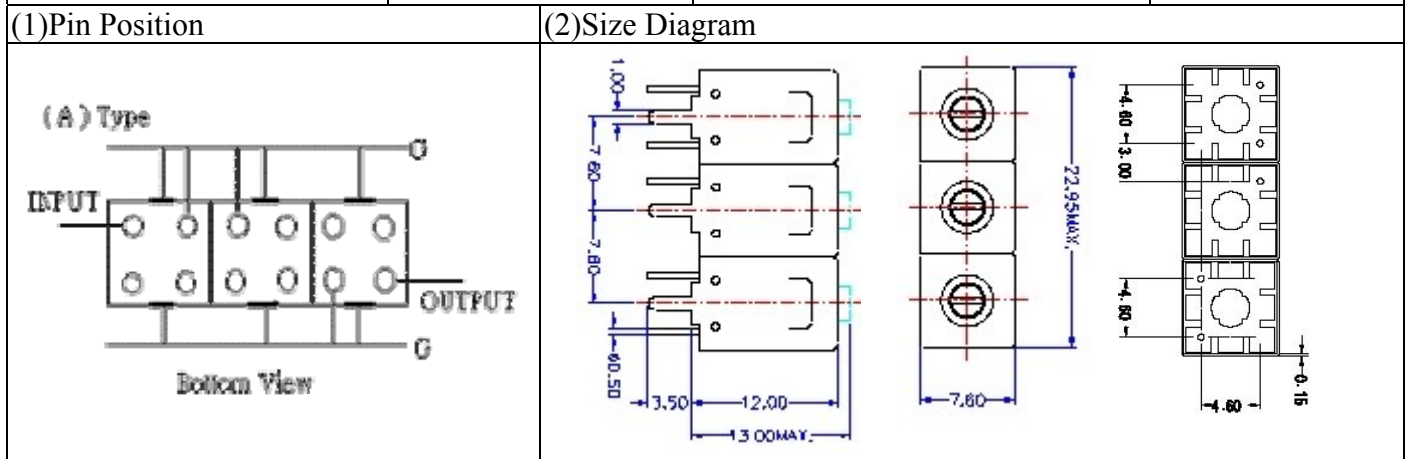 (1)Pin Position
(2)Size Diagram
(A) Type
G
INPUT
OUTPUT
G
Bottom View
1.00
7.60
7.60
φ0.50
3.50
12.00
13.00MAX.
22.95MAX.
7.60
4.60
3.00
4.60
0.15
4.60